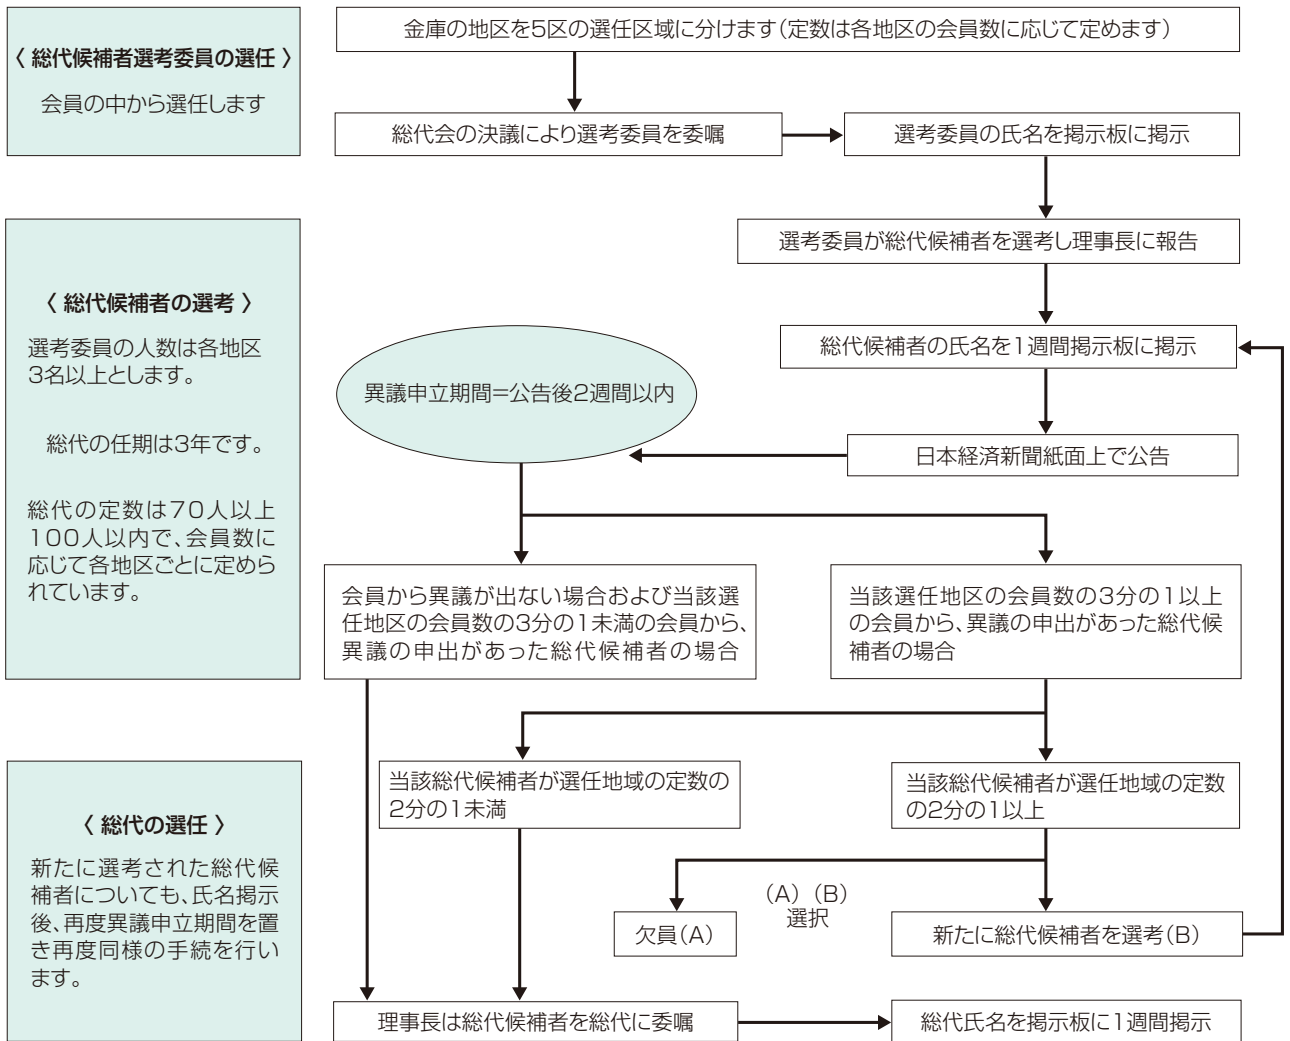 〈 総代候補者選考委員の選任 〉
会員の中から選任します
金庫の地区を5区の選任区域に分けます(定数は各地区の会員数に応じて定めます)
総代会の決議により選考委員を委嘱
選考委員の氏名を掲示板に掲示
選考委員が総代候補者を選考し理事長に報告
〈 総代候補者の選考 〉
選考委員の人数は各地区
3名以上とします。
総代の任期は3年です。
総代の定数は70人以上
100人以内で、会員数に
応じて各地区ごとに定めら
れています。
総代候補者の氏名を1週間掲示板に掲示
異議申立期間=公告後2週間以内
日本経済新聞紙面上で公告
会員から異議が出ない場合および当該選
任地区の会員数の3分の1未満の会員から、
異議の申出があった総代候補者の場合
当該選任地区の会員数の3分の1以上
の会員から、異議の申出があった総代候
補者の場合
当該総代候補者が選任地域の定数の
2分の1未満
当該総代候補者が選任地域の定数
の2分の1以上
〈 総代の選任 〉
新たに選考された総代候
補者についても、氏名掲示
後、再度異議申立期間を置
き再度同様の手続を行い
ます。
(A) (B)
選択
欠員(A)
新たに総代候補者を選考(B)
理事長は総代候補者を総代に委嘱
総代氏名を掲示板に1週間掲示